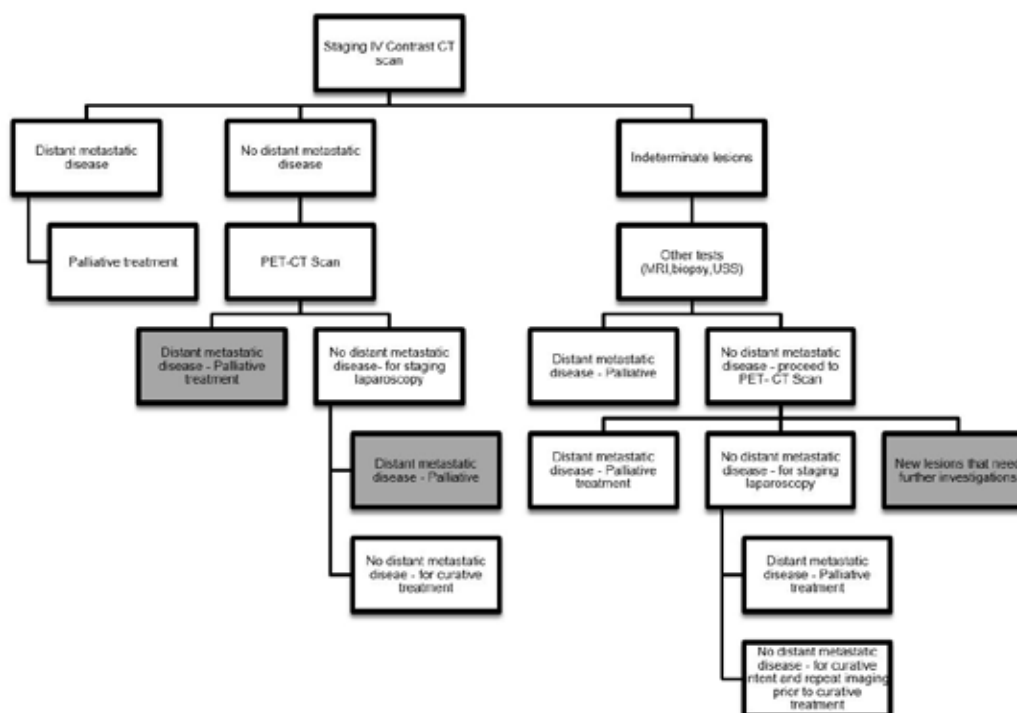 Staging IV Contrast CT
scan
Distant metastatic
disease
No distant metastatic
disease
Indeterminate lesions
Palliative treatment
PET-CT Scan
Other tests
(MRI,biopsy,USS)
Distant metastatic
disease - Palliative
treatment
No distant metastatic
disease- for staging
laparoscopy
Distant metastatic
disease - Palliative
No distant metastatic
disease - proceed to
PET- CT Scan
Distant metastatic
disease - Palliative
Distant metastatic
disease - Palliative
treatment
No distant metastatic
disease - for staging
laparoscopy
New lesions that need
further investigations
No distant metastatic
diseae - for curative
treatment
Distant metastatic
disease - Palliative
treatment
No distant metastatic
disease - for curative
ntent and repeat imaging
prior to curative
treatment